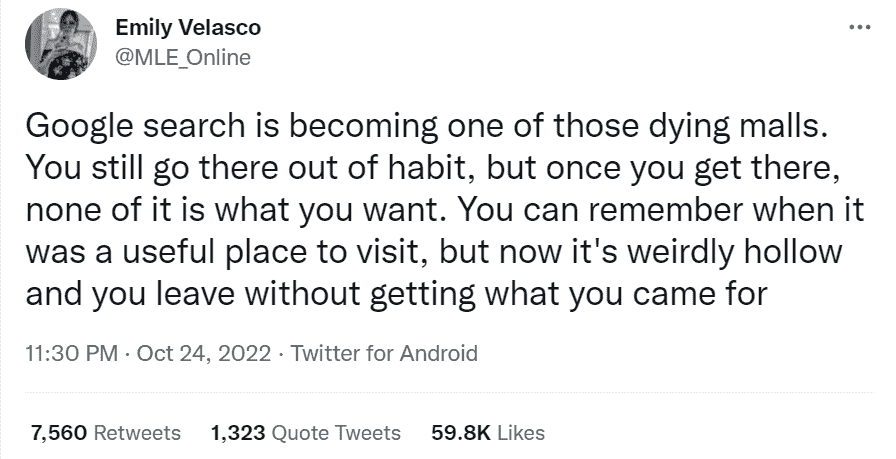 Emily Velasco
@MLE_Online
Google search is becoming one of those dying malls.
You still go there out of habit, but once you get there,
none of it is what you want. You can remember when it
was a useful place to visit, but now it's weirdly hollow
and you leave without getting what you came for
11:30 PM · Oct 24, 2022 · Twitter for Android
7,560 Retweets 1,323 Quote Tweets 59.8K Likes